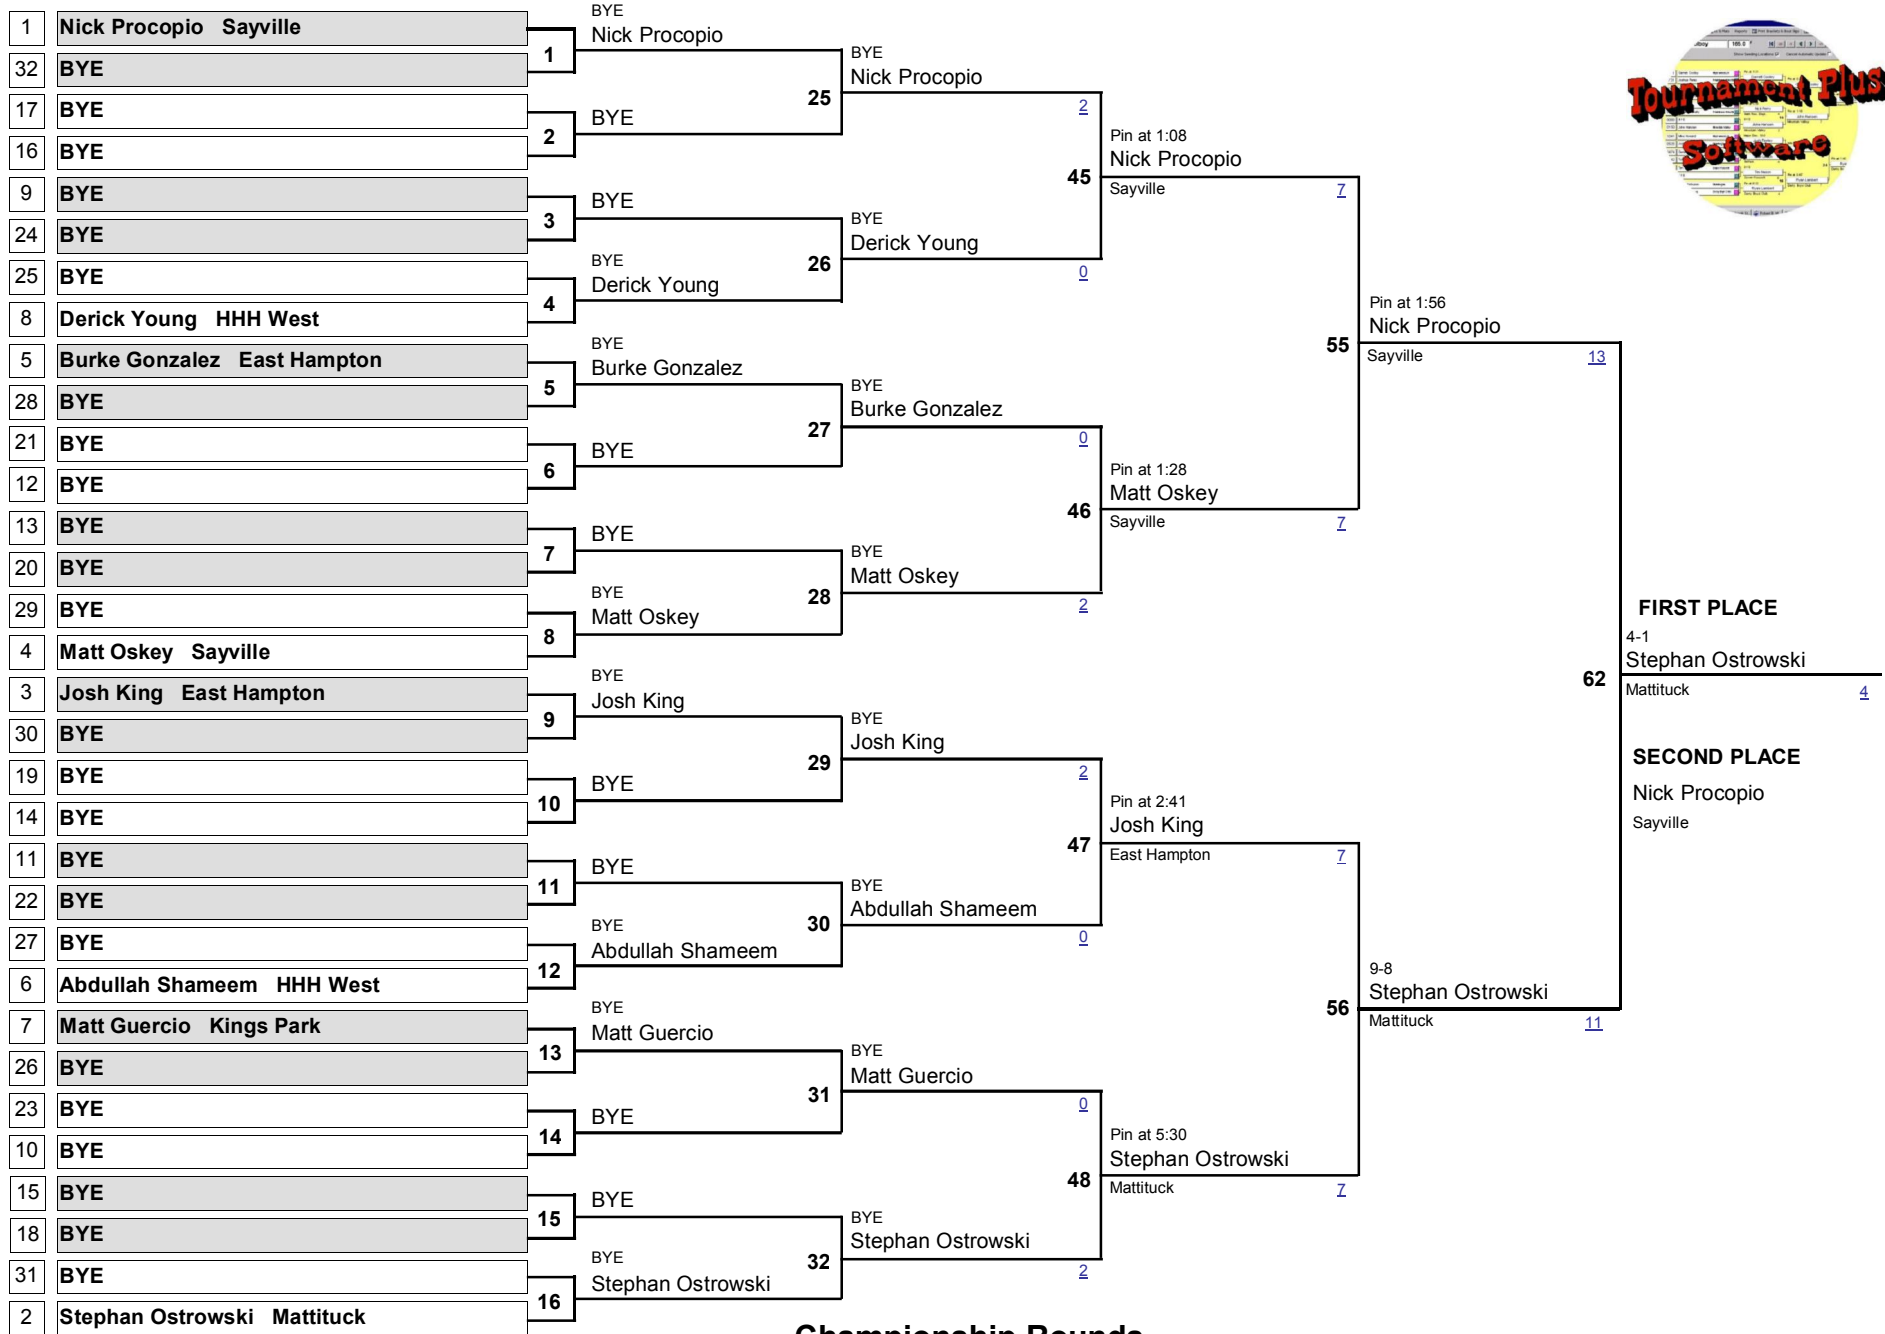 1 Nick Procopio Sayville
32 BYE
17 BYE
16 BYE
9 BYE
24 BYE
25 BYE
8 Derick Young HHH West
5 Burke Gonzalez East Hampton
28 BYE
21 BYE
12 BYE
13 BYE
20 BYE
29 BYE
4 Matt Oskey Sayville
3 Josh King East Hampton
30 BYE
19 BYE
14 BYE
11 BYE
22 BYE
27 BYE
6 Abdullah Shameem HHH West
7 Matt Guercio Kings Park
26 BYE
23 BYE
10 BYE
15 BYE
18 BYE
31 BYE
2 Stephan Ostrowski Mattituck
1
2
3
4
5
6
7
8
9
10
11
12
13
14
15
16
BYE
Nick Procopio
BYE
BYE
BYE
Derick Young
BYE
Burke Gonzalez
BYE
BYE
BYE
Matt Oskey
BYE
Josh King
BYE
BYE
BYE
Abdullah Shameem
BYE
Matt Guercio
BYE
BYE
BYE
Stephan Ostrowski
25
26
27
28
29
30
31
32
BYE
Nick Procopio
2
BYE
Derick Young
0
BYE
Burke Gonzalez
0
BYE
Matt Oskey
2
BYE
Josh King
2
BYE
Abdullah Shameem
0
BYE
Matt Guercio
0
BYE
Stephan Ostrowski
2
45
46
47
48
Pin at 1:08
Nick Procopio
Sayville 7
Pin at 1:28
Matt Oskey
Sayville 7
Pin at 2:41
Josh King
East Hampton 7
Pin at 5:30
Stephan Ostrowski
Mattituck 7
55
56
Pin at 1:56
Nick Procopio
Sayville 13
9-8
Stephan Ostrowski
Mattituck 11
62
FIRST PLACE
4-1
Stephan Ostrowski
Mattituck 4
SECOND PLACE
Nick Procopio
Sayville
Tournament Plus
Software
Championship Rounds